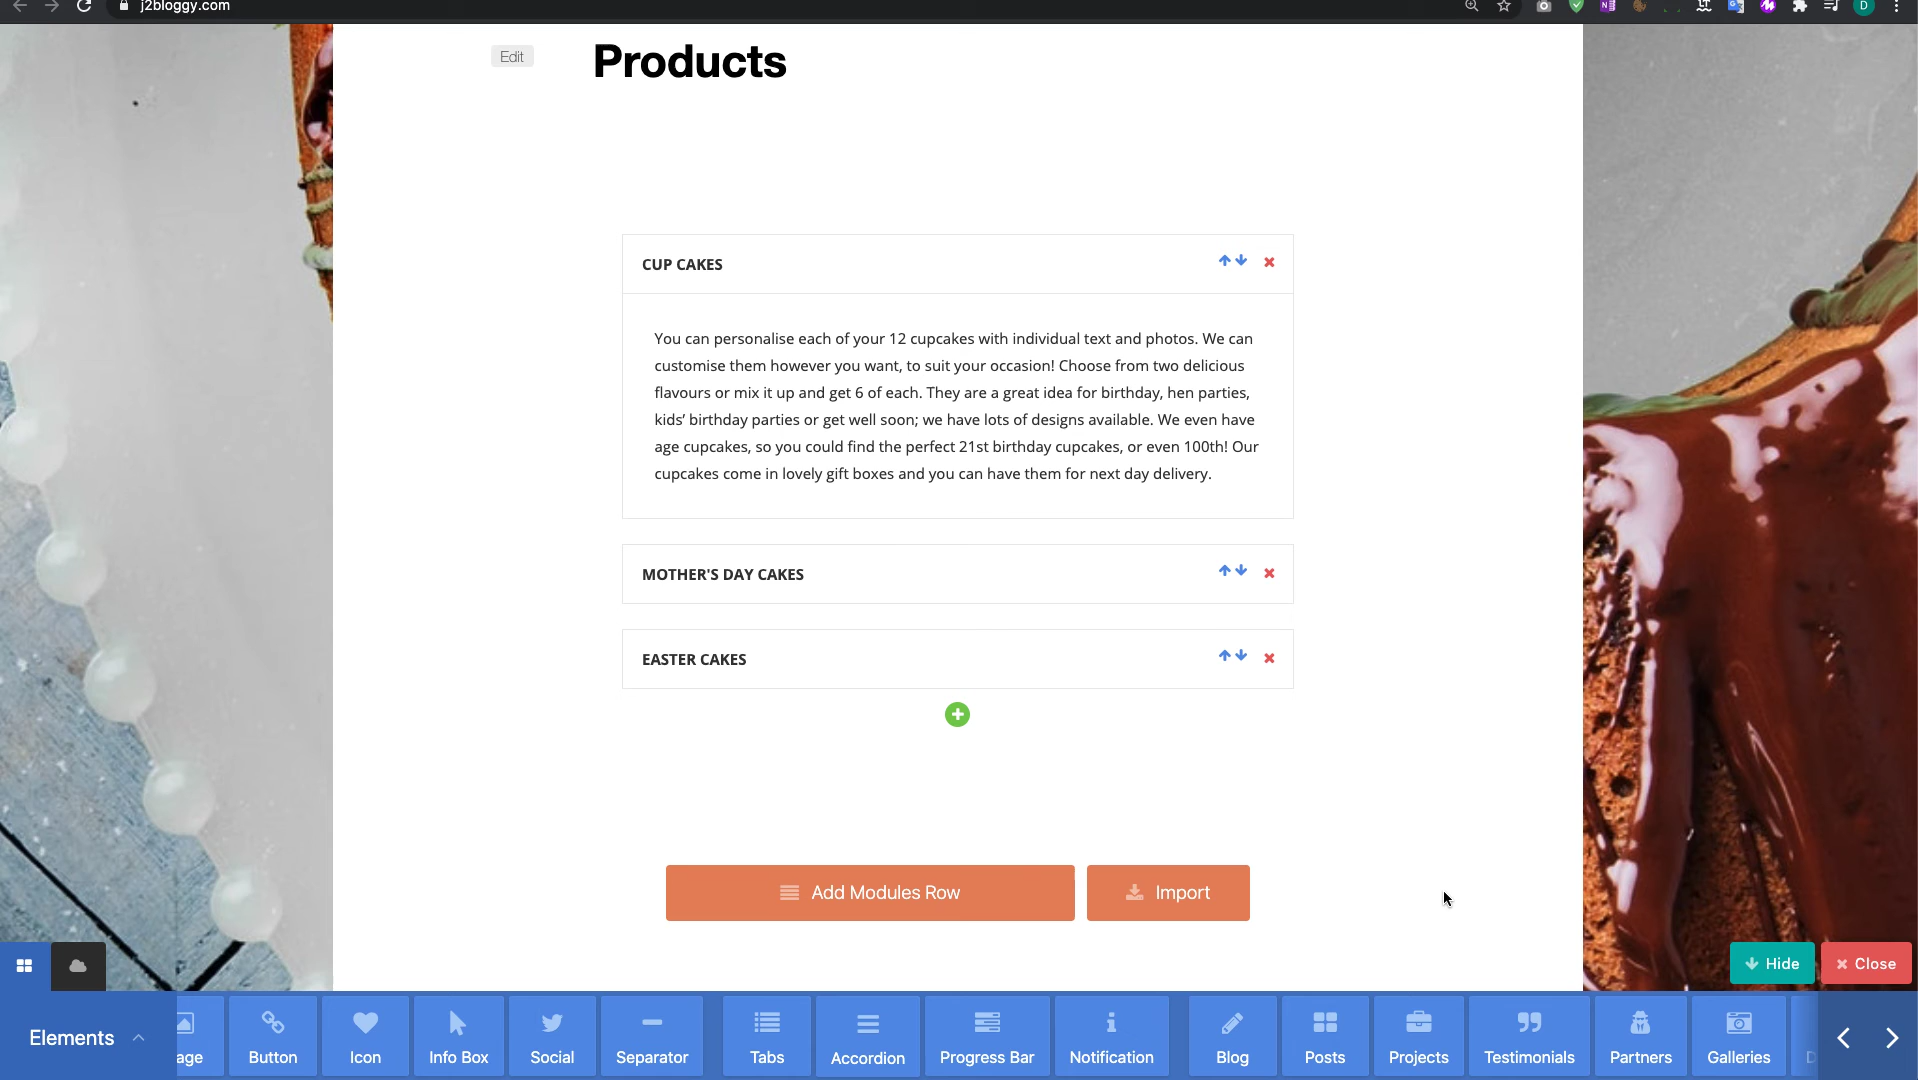 j2bloggy.com
D
Edit
Products
CUP CAKES
You can personalise each of your 12 cupcakes with individual text and photos. We can
customise them however you want, to suit your occasion! Choose from two delicious
flavours or mix it up and get 6 of each. They are a great idea for birthday, hen parties,
kids’ birthday parties or get well soon; we have lots of designs available. We even have
age cupcakes, so you could find the perfect 21st birthday cupcakes, or even 100th! Our
cupcakes come in lovely gift boxes and you can have them for next day delivery.
MOTHER'S DAY CAKES
EASTER CAKES
Add Modules Row
Import
Hide
Close
Elements
age
Button
Icon
Info Box
Social
Separator
Tabs
Accordion
Progress Bar
Notification
Blog
Posts
Projects
Testimonials
Partners
Galleries